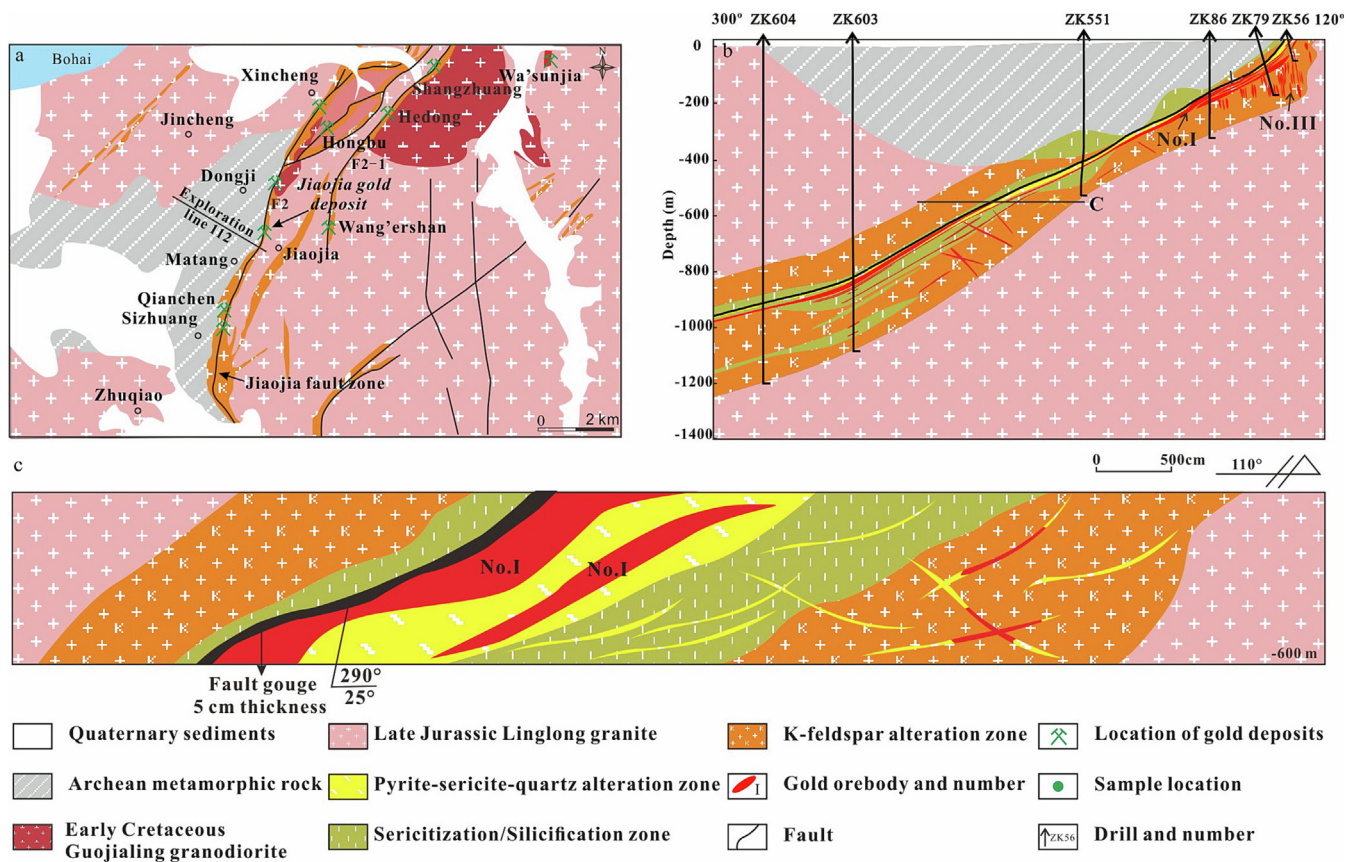 a
Bohai
N
Xincheng
Shangzhuang
Wa'sunjia
Jincheng
Hedong
Hongbu
F2-1
Dongji
Jiaojia gold
deposit
F2
Exploration
line 112
Wang'ershan
Jiaojia
Matang
Qianchen
Sizhuang
Jiaojia fault zone
Zhuqiao
0 2 km
300° ZK604 ZK603 ZK551 ZK86 ZK79 ZK56 120°
b
0
-200
-400
-600
-800
-1000
-1200
-1400
Depth (m)
No.I
No.III
C
0 500cm
110°
c
No.I
No.I
-600 m
Fault gouge
5 cm thickness
290°
25°
Quaternary sediments
Late Jurassic Linglong granite
K-feldspar alteration zone
Location of gold deposits
Archean metamorphic rock
Pyrite-sericite-quartz alteration zone
I
Gold orebody and number
Sample location
Early Cretaceous
Guojialing granodiorite
Sericitization/Silicification zone
Fault
ZK56
Drill and number